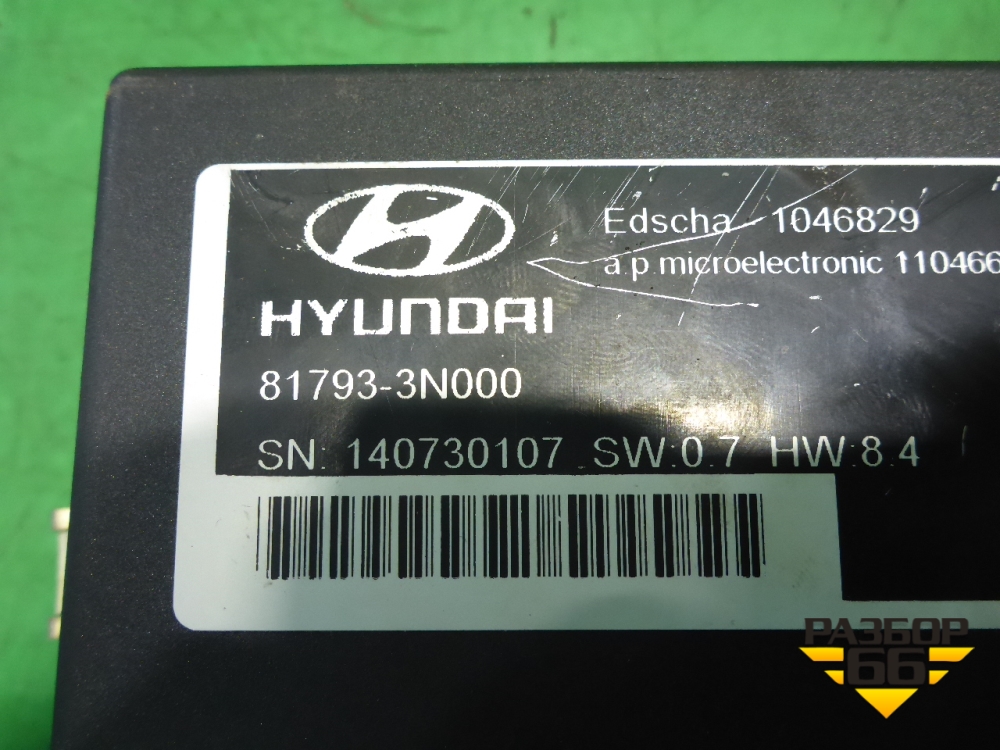 Edscha - 1046829
a.p.microelectronic 110466
HYUNDAI
81793-3N000
SN: 140730107 SW:0.7 HW:8.4
РАЗБОР
66